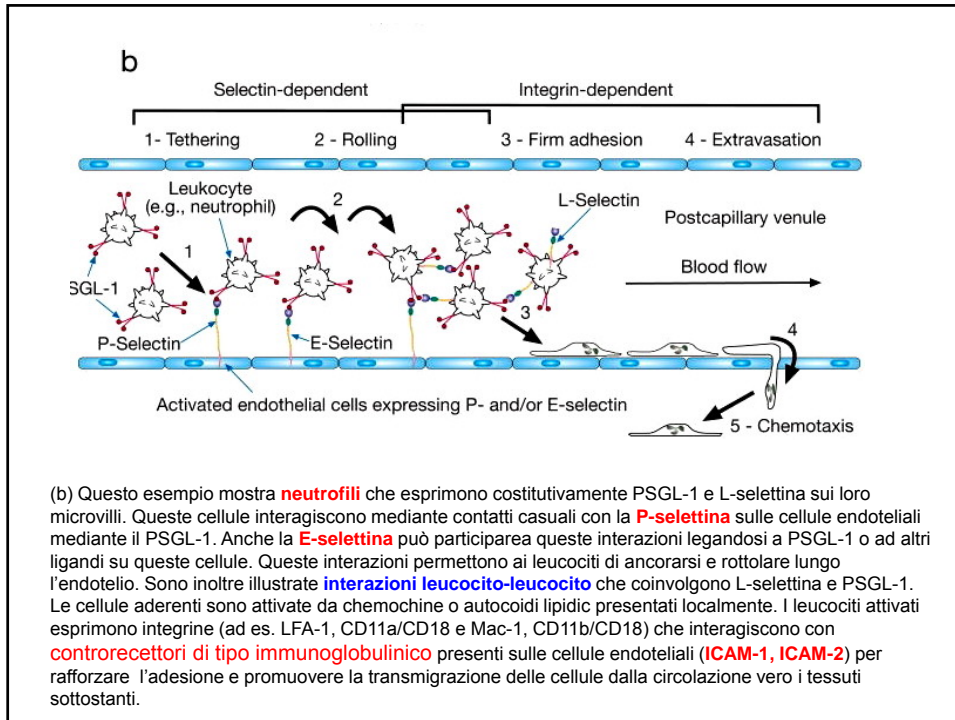 b
Selectin-dependent
Integrin-dependent
1- Tethering
2 - Rolling
3 - Firm adhesion
4 - Extravasation
Leukocyte
(e.g., neutrophil)
2
L-Selectin
Postcapillary venule
1
Blood flow
SGL-1
3
4
P-Selectin
E-Selectin
Activated endothelial cells expressing P- and/or E-selectin
5 - Chemotaxis
(b) Questo esempio mostra neutrofili che esprimono costitutivamente PSGL-1 e L-selettina sui loro
microvilli. Queste cellule interagiscono mediante contatti casuali con la P-selettina sulle cellule endoteliali
mediante il PSGL-1. Anche la E-selettina può participarea queste interazioni legandosi a PSGL-1 o ad altri
ligandi su queste cellule. Queste interazioni permettono ai leucociti di ancorarsi e rottolare lungo
l'endotelio. Sono inoltre illustrate interazioni leucocito-leucocito che coinvolgono L-selettina e PSGL-1.
Le cellule aderenti sono attivate da chemochine o autocoidi lipidic presentati localmente. I leucociti attivati
esprimono integrine (ad es. LFA-1, CD11a/CD18 e Mac-1, CD11b/CD18) che interagiscono con
controrecettori di tipo immunoglobulinico presenti sulle cellule endoteliali (ICAM-1, ICAM-2) per
rafforzare l'adesione e promuovere la transmigrazione delle cellule dalla circolazione vero i tessuti
sottostanti.